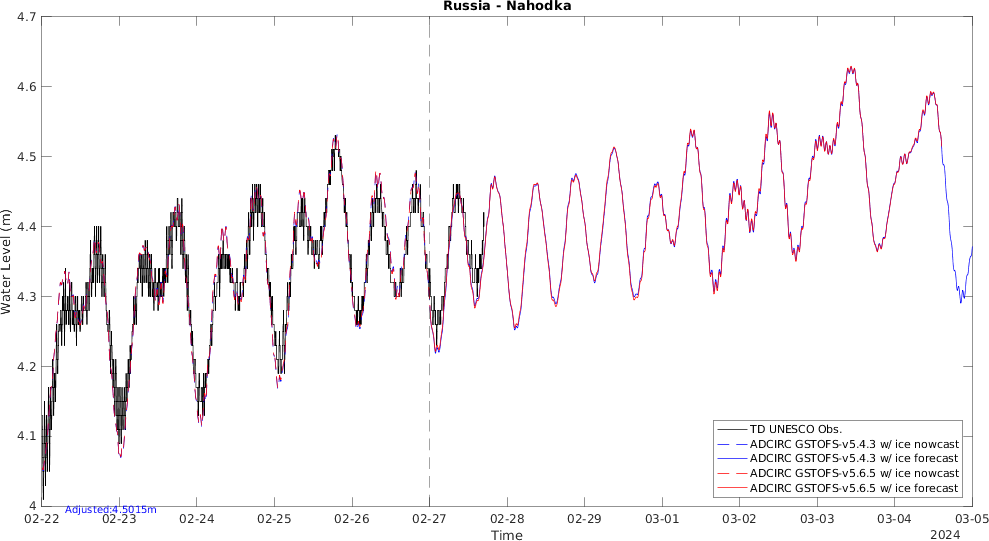 Russia - Nahodka
4.7
4.6
4.5
4.4
4.3
4.2
4.1
4
Water Level (m)
TD UNESCO Obs.
ADCIRC GSTOFS-v5.4.3 w/ ice nowcast
ADCIRC GSTOFS-v5.4.3 w/ ice forecast
ADCIRC GSTOFS-v5.6.5 w/ ice nowcast
ADCIRC GSTOFS-v5.6.5 w/ ice forecast
Adjusted:4.5015m
02-22 02-23 02-24 02-25 02-26 02-27 02-28 02-29 03-01 03-02 03-03 03-04 03-05
Time
2024